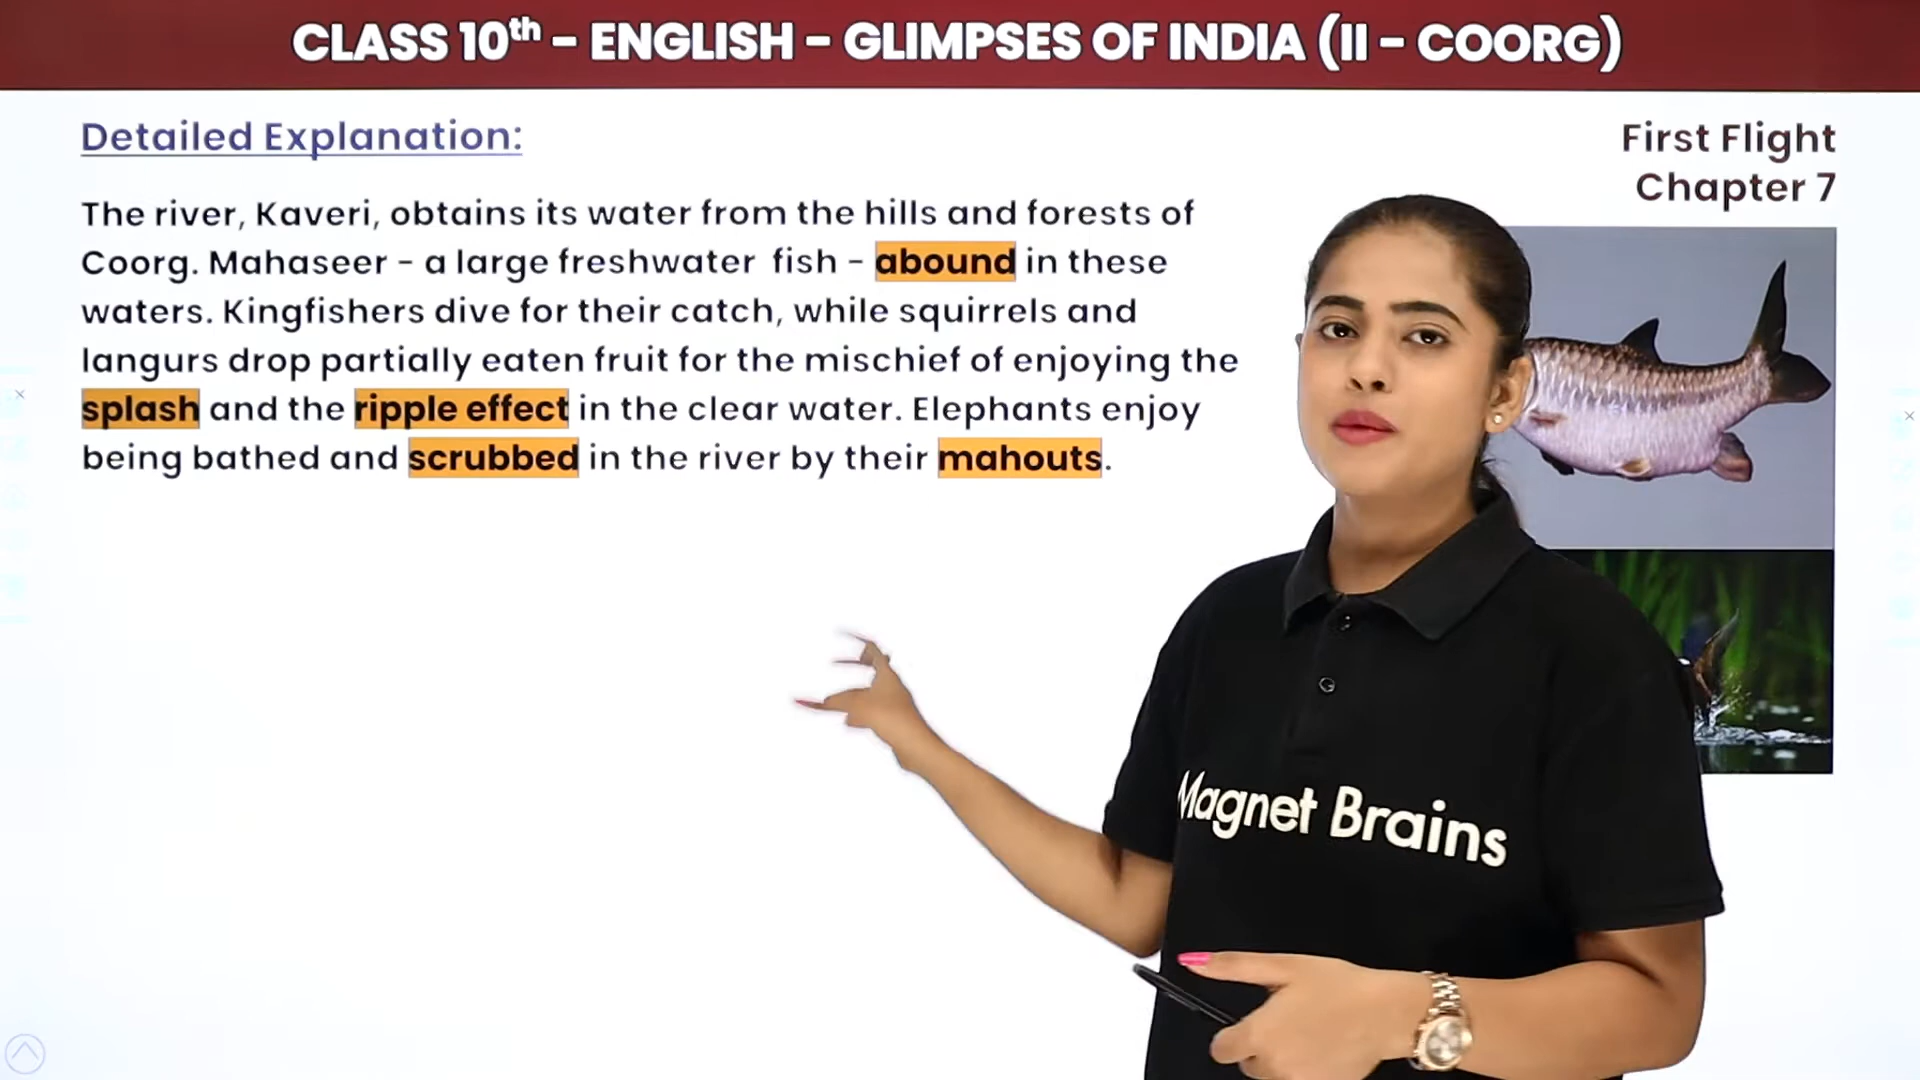 CLASS 10th – ENGLISH – GLIMPSES OF INDIA (II – COORG)
Detailed Explanation:
First Flight
Chapter 7
The river, Kaveri, obtains its water from the hills and forests of
Coorg. Mahaseer – a large freshwater fish – abound in these
waters. Kingfishers dive for their catch, while squirrels and
langurs drop partially eaten fruit for the mischief of enjoying the
splash and the ripple effect in the clear water. Elephants enjoy
being bathed and scrubbed in the river by their mahouts.
Magnet Brains